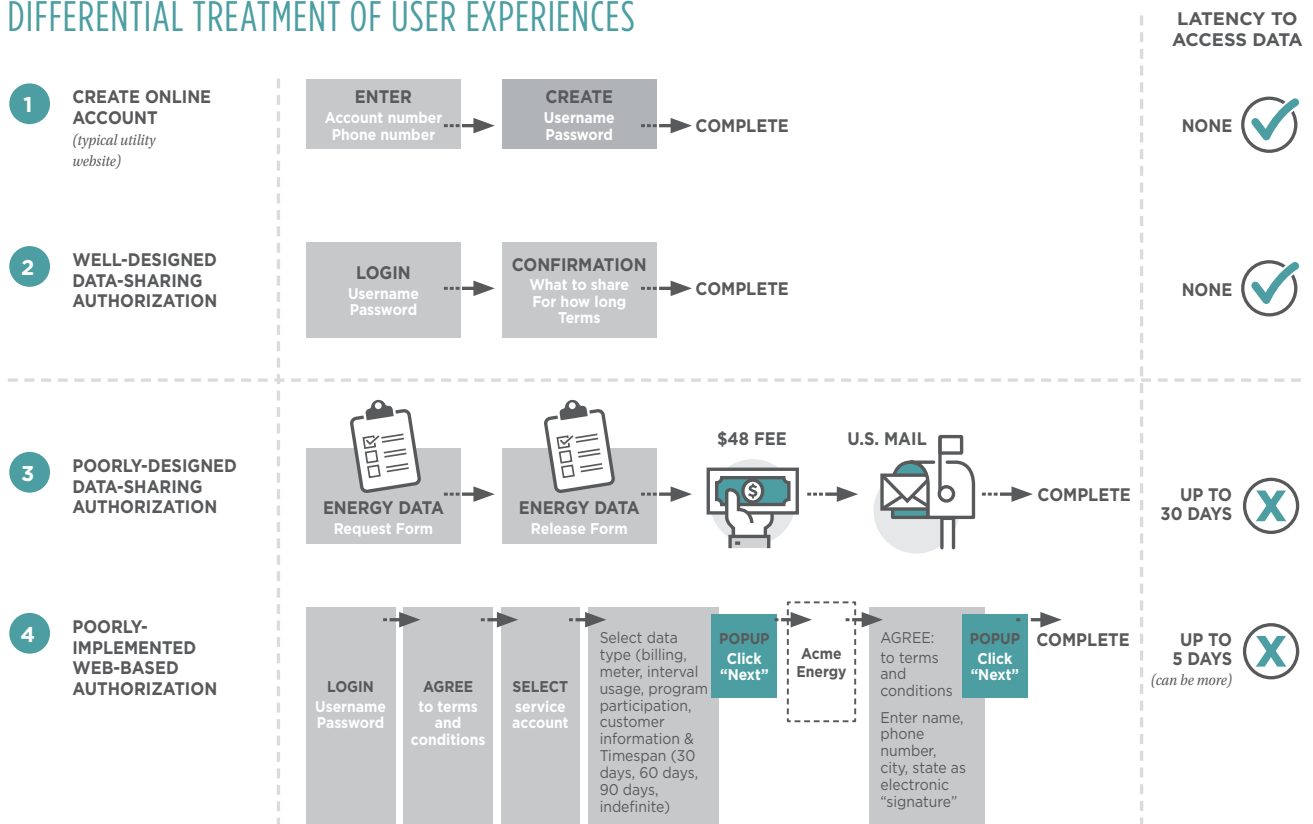 DIFFERENTIAL TREATMENT OF USER EXPERIENCES
LATENCY TO
ACCESS DATA
1
CREATE ONLINE
ACCOUNT
(typical utility
website)
ENTER
Account number
Phone number
CREATE
Username
Password
COMPLETE
NONE
2
WELL-DESIGNED
DATA-SHARING
AUTHORIZATION
LOGIN
Username
Password
CONFIRMATION
What to share
For how long
Terms
COMPLETE
NONE
3
POORLY-DESIGNED
DATA-SHARING
AUTHORIZATION
ENERGY DATA
Request Form
ENERGY DATA
Release Form
$48 FEE
$
U.S. MAIL
COMPLETE
UP TO
30 DAYS
X
4
POORLY-
IMPLEMENTED
WEB-BASED
AUTHORIZATION
LOGIN
Username
Password
AGREE
to terms
and
conditions
SELECT
service
account
Select data
type (billing,
meter, interval
usage, program
participation,
customer
information &
Timespan (30
days, 60 days,
90 days,
indefinite)
POPUP
Click
"Next"
Acme
Energy
AGREE:
to terms
and
conditions
Enter name,
phone
number,
city, state as
electronic
"signature"
POPUP
Click
"Next"
COMPLETE
UP TO
5 DAYS
(can be more)
X